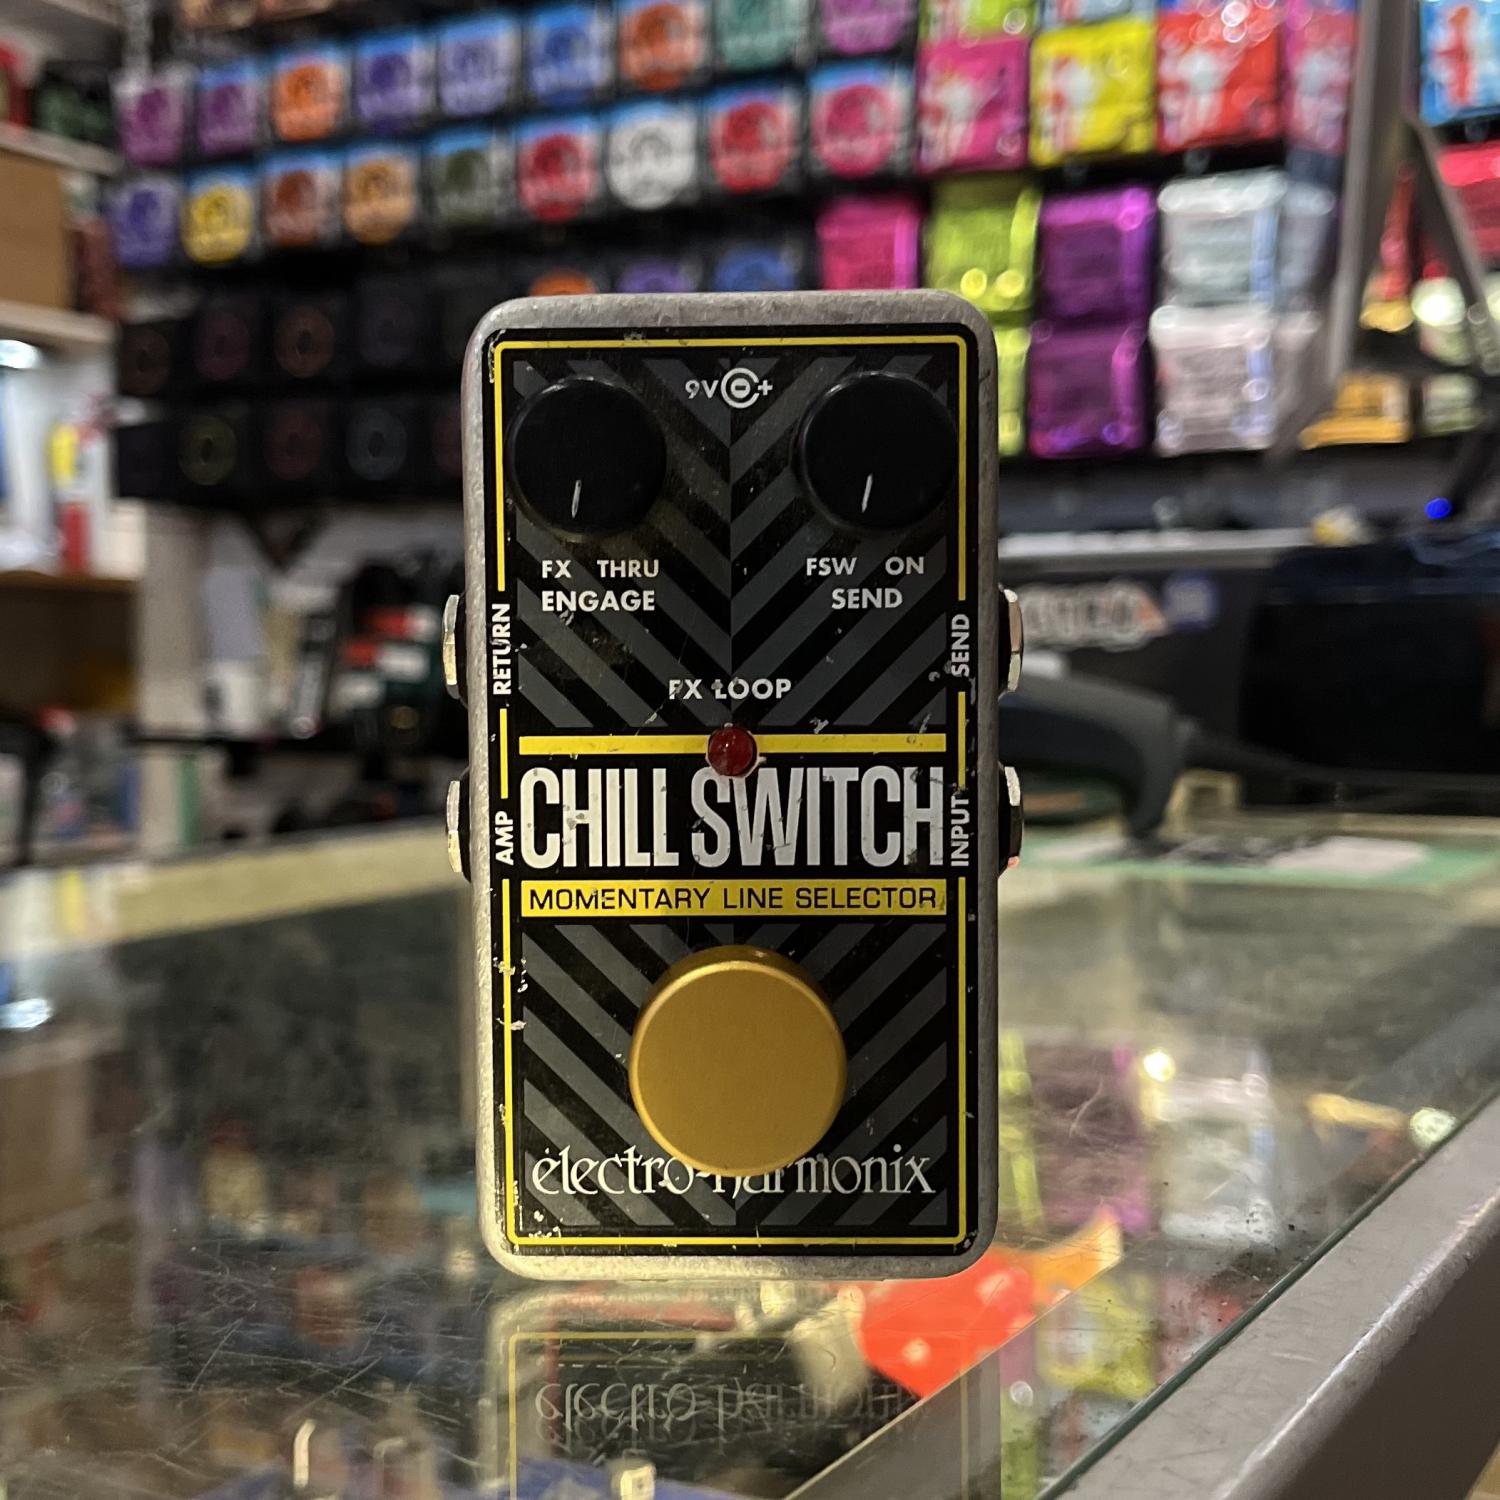 9V - +
FX THRU
ENGAGE
FSW ON
SEND
RETURN
SEND
FX LOOP
CHILL SWITCH
AMP
INPUT
MOMENTARY LINE SELECTOR
electro-harmonix